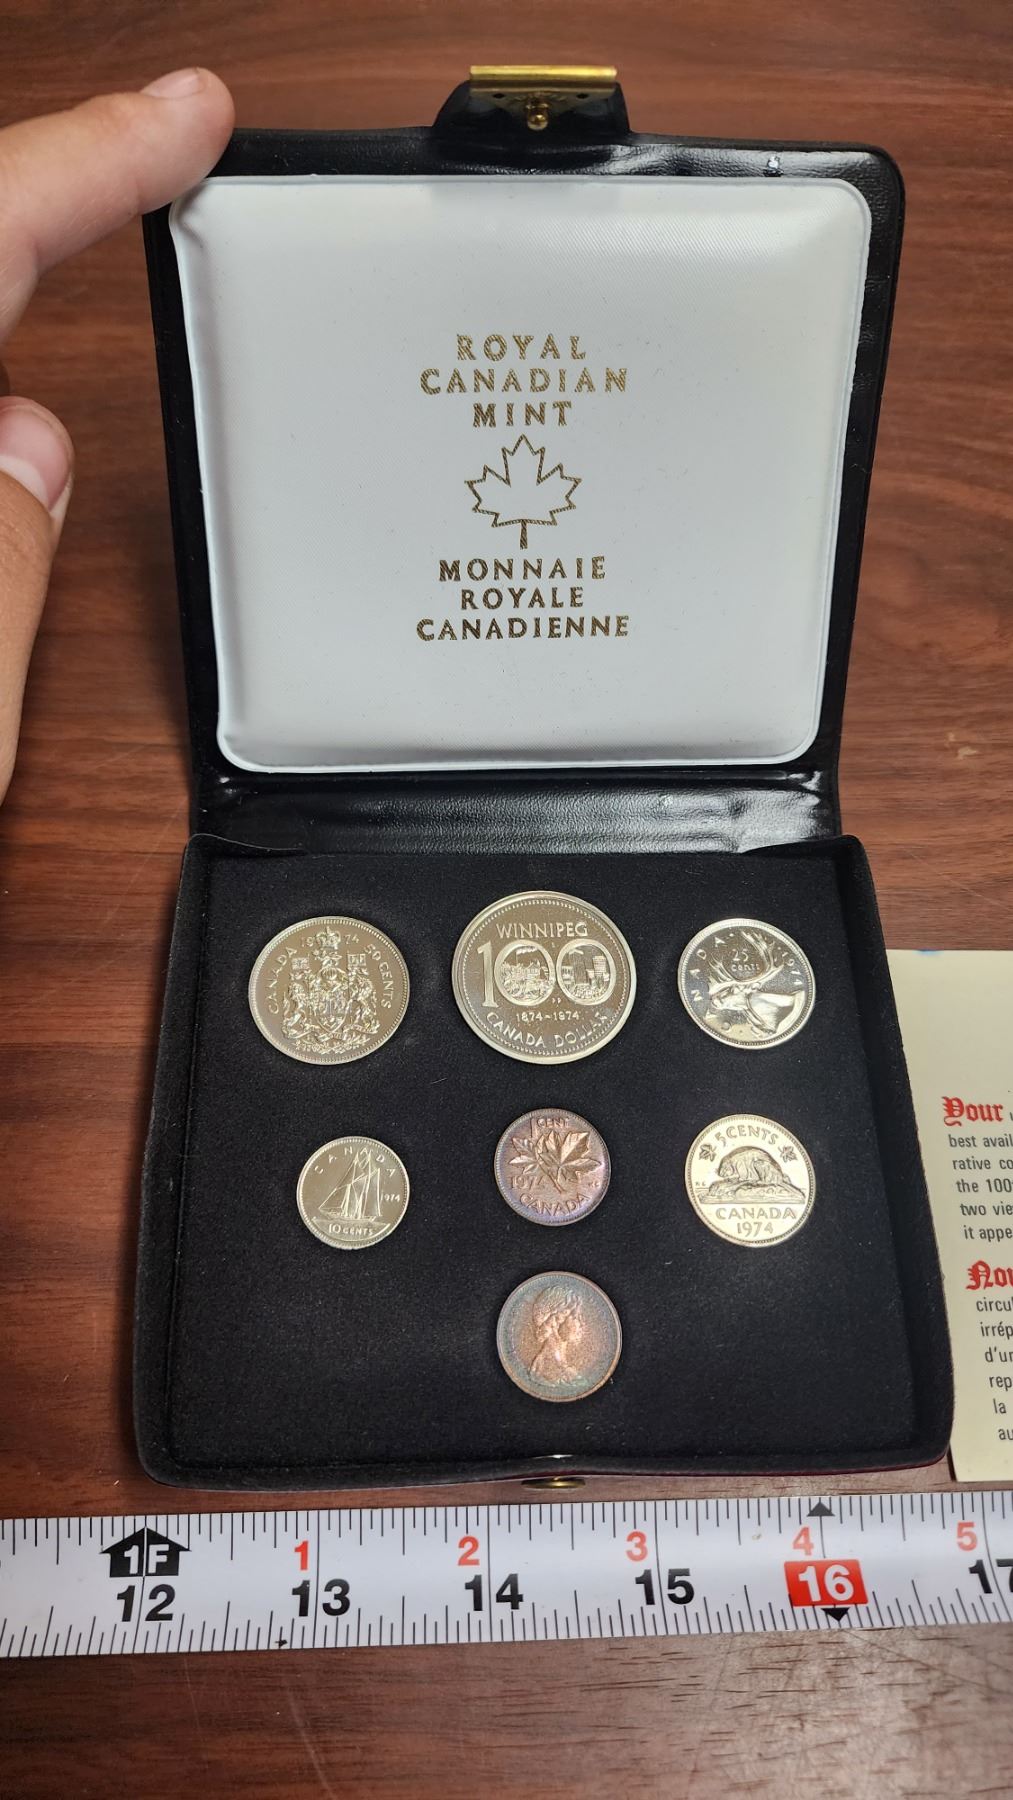 ROYAL
CANADIAN
MINT
MONNAIE
ROYALE
CANADIENNE
CANADA 1974 50 CENTS
WINNIPEG
100
1874-1974
CANADA DOLLAR
25
CENTS
CANADA 1974
CANADA
1974
10 CENTS
1 CENT
1974
CANADA
5 CENTS
CANADA
1974
Your
best avail
rative co
the 100
two vie
it appe
Nou
circul
irrép
d'un
rep
la
au
1F 1 2 3 4 5
12 13 14 15 16 17